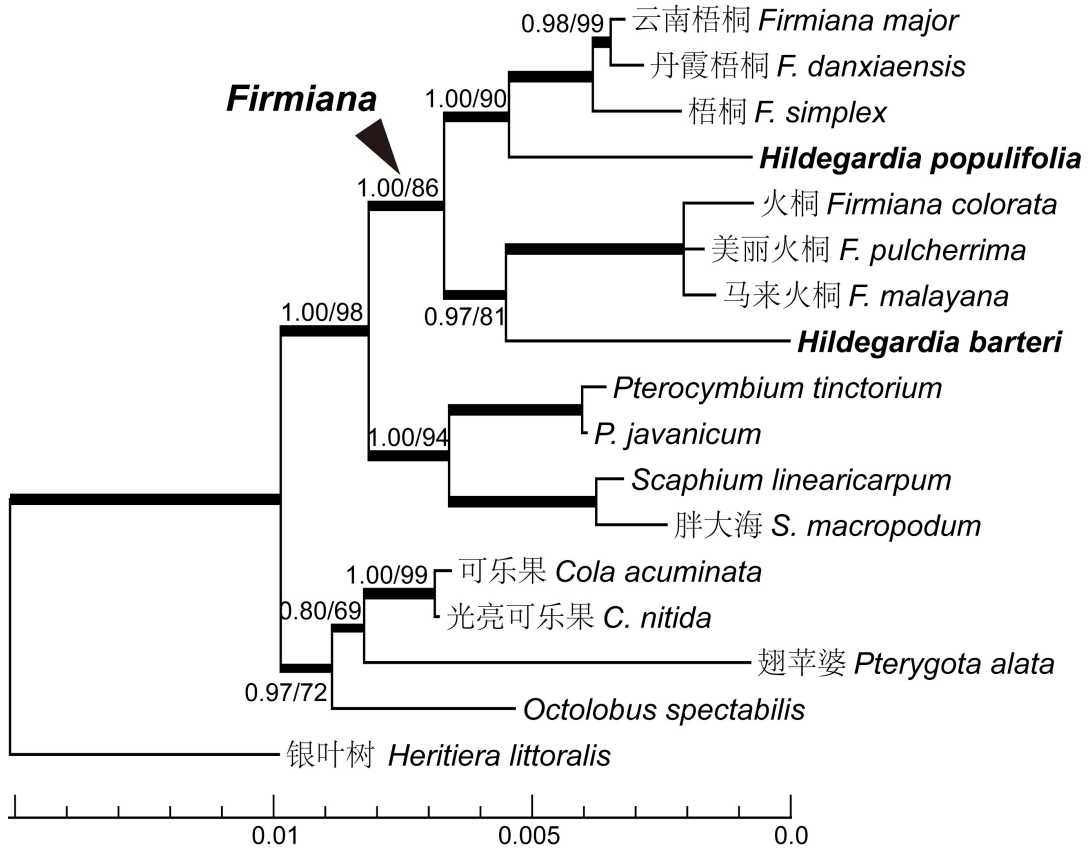 0.98/99
云南梧桐 Firmiana major
丹霞梧桐 F. danxiaensis
Firmiana
1.00/90
梧桐 F. simplex
Hildegardia populifolia
1.00/86
火桐 Firmiana colorata
美丽火桐 F. pulcherrima
马来火桐 F. malayana
1.00/98
0.97/81
Hildegardia barteri
Pterocymbium tinctorium
1.00/94
P. javanicum
Scaphium linearicarpum
胖大海 S. macropodum
1.00/99
可乐果 Cola acuminata
0.80/69
光亮可乐果 C. nitida
翅苹婆 Pterygota alata
0.97/72
Octolobus spectabilis
银叶树 Heritiera littoralis
0.01 0.005 0.0